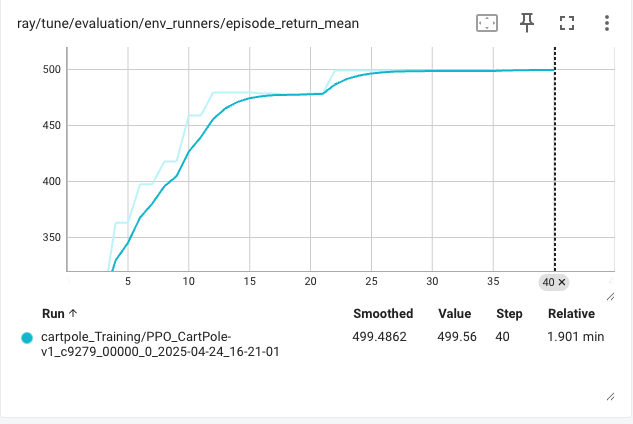 ray/tune/evaluation/env_runners/episode_return_mean
500
450
400
350
5 10 15 20 25 30 35 40 ✕
Run ↑ Smoothed Value Step Relative
cartpole_Training/PPO_CartPole- 499.4862 499.56 40 1.901 min
v1_c9279_00000_0_2025-04-24_16-21-01